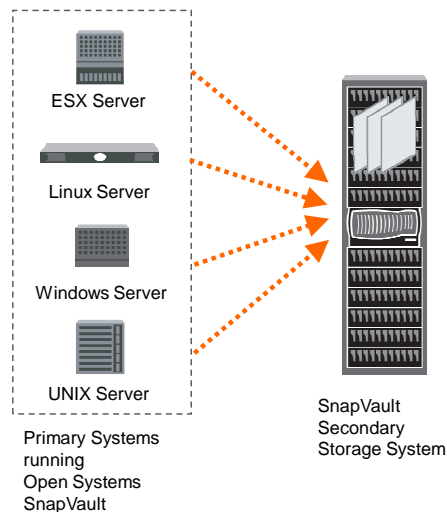 ESX Server
Linux Server
Windows Server
UNIX Server
Primary Systems
running
Open Systems
SnapVault
SnapVault
Secondary
Storage System